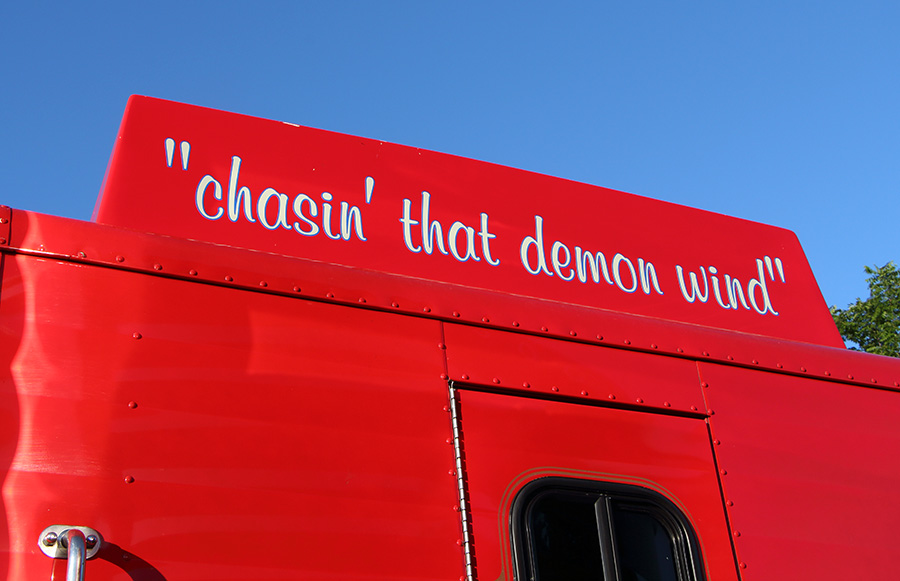 "chasin' that demon wind"